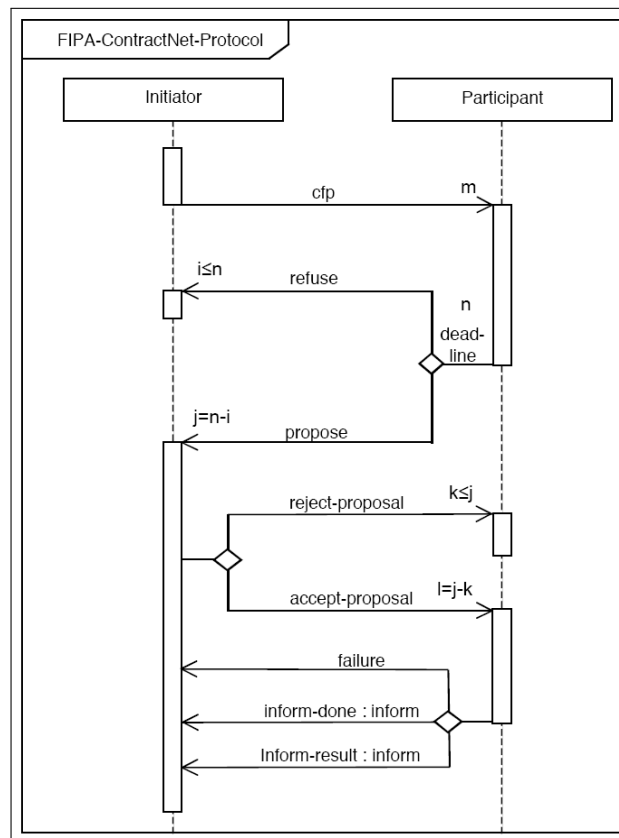 FIPA-ContractNet-Protocol
Initiator
Participant
cfp
m
i≤n
refuse
n
dead-
line
j=n-i
propose
reject-proposal
k≤j
accept-proposal
l=j-k
failure
inform-done : inform
Inform-result : inform